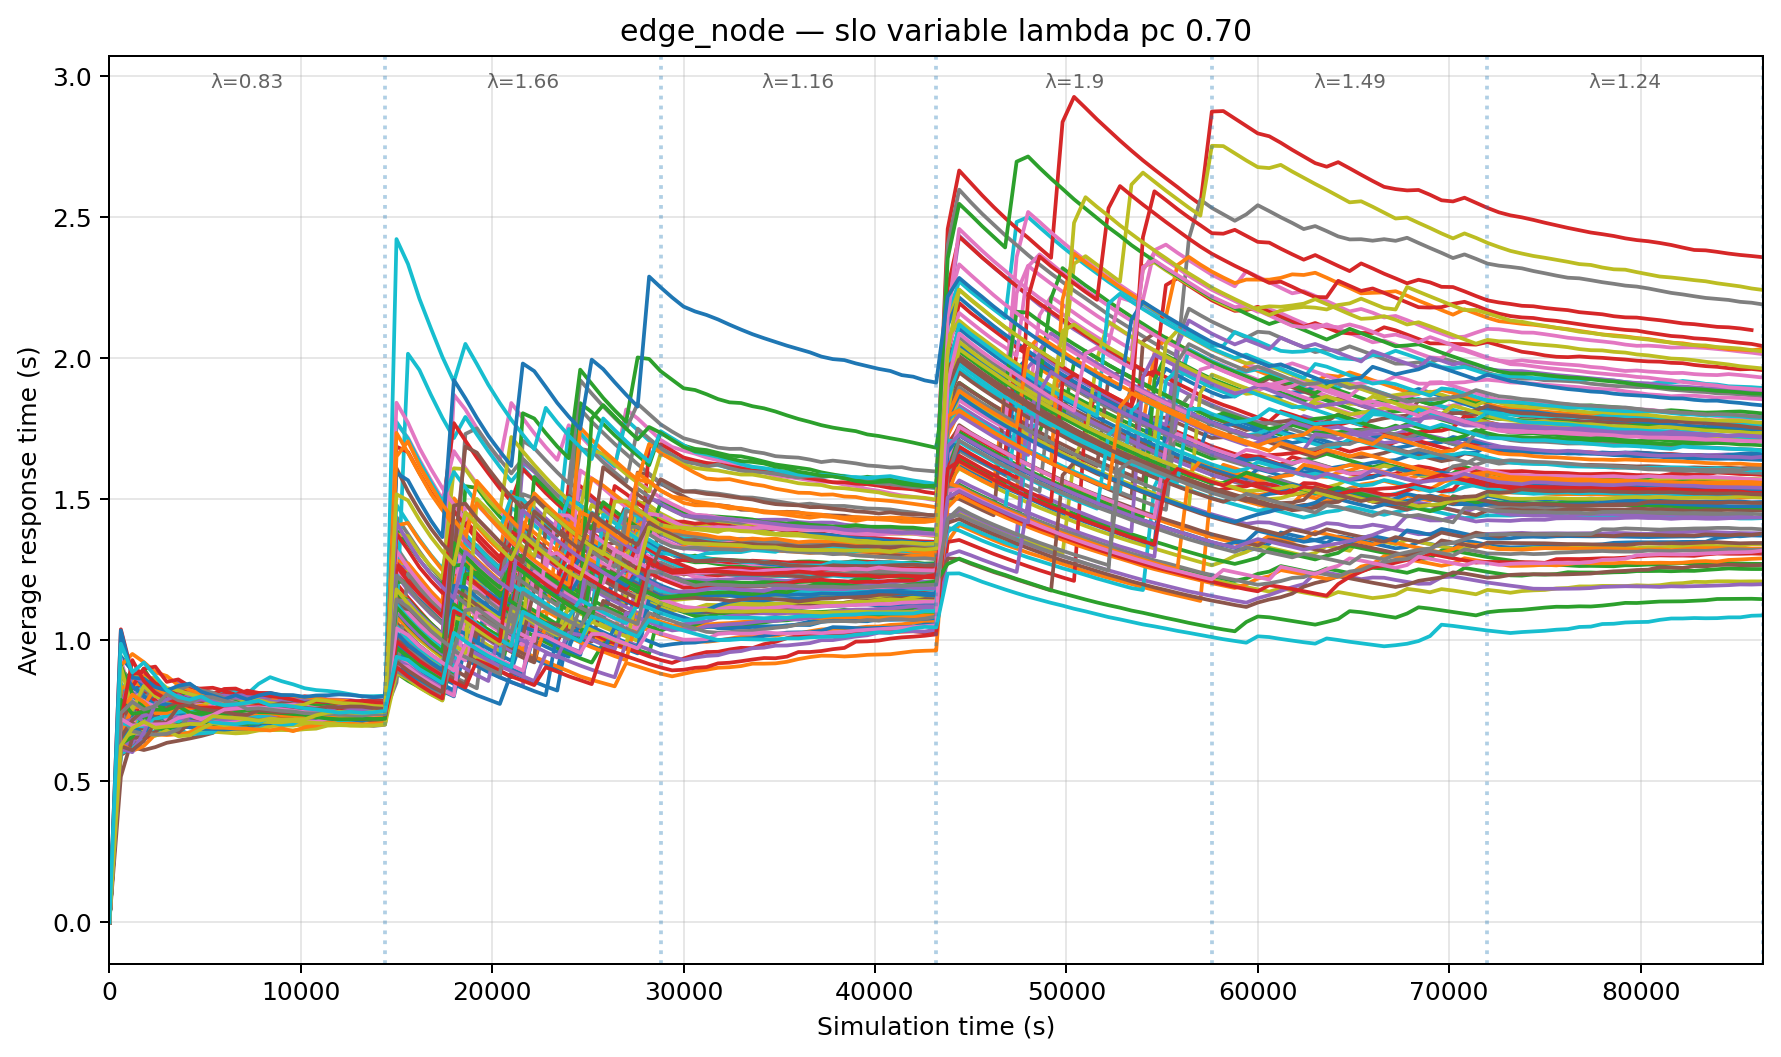 edge_node — slo variable lambda pc 0.70
λ=0.83
λ=1.66
λ=1.16
λ=1.9
λ=1.49
λ=1.24
3.0
2.5
2.0
1.5
1.0
0.5
0.0
Average response time (s)
0
10000
20000
30000
40000
50000
60000
70000
80000
Simulation time (s)